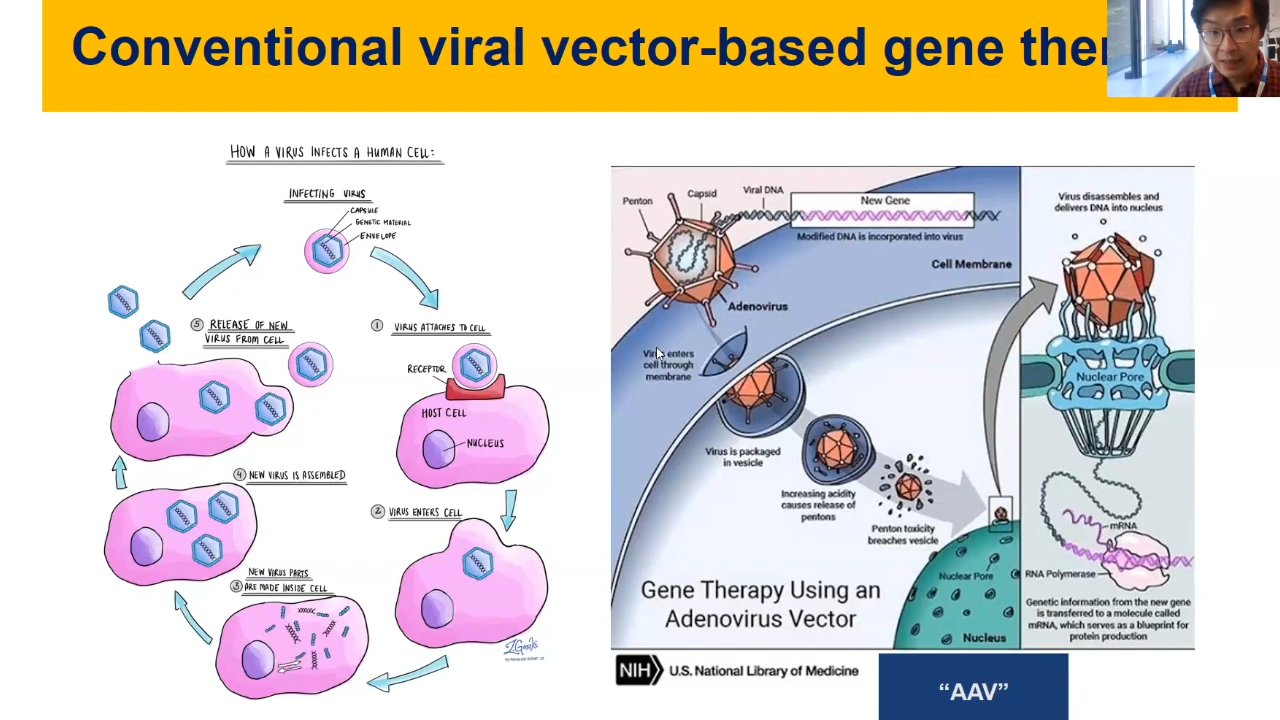 Conventional viral vector-based gene ther
HOW A VIRUS INFECTS A HUMAN CELL:
INFECTING VIRUS
CAPSULE
GENETIC MATERIAL
ENVELOPE
① VIRUS ATTACHES TO CELL
RECEPTOR
HOST CELL
NUCLEUS
② VIRUS ENTERS CELL
NEW VIRUS PARTS
③ ARE MADE INSIDE CELL
④ NEW VIRUS IS ASSEMBLED
⑤ RELEASE OF NEW
VIRUS FROM CELL
Penton
Capsid
Viral DNA
New Gene
Modified DNA is incorporated into virus
Cell Membrane
Adenovirus
Virus enters
cell through
membrane
Virus is packaged
in vesicle
Increasing acidity
causes release of
pentons
Penton toxicity
breaches vesicle
Gene Therapy Using an
Adenovirus Vector
Nuclear Pore
Nucleus
Virus disassembles and
delivers DNA into nucleus
Nuclear Pore
mRNA
RNA Polymerase
Genetic information from the new gene
is transferred to a molecule called
mRNA, which serves as a blueprint for
protein production
NIH U.S. National Library of Medicine
“AAV”